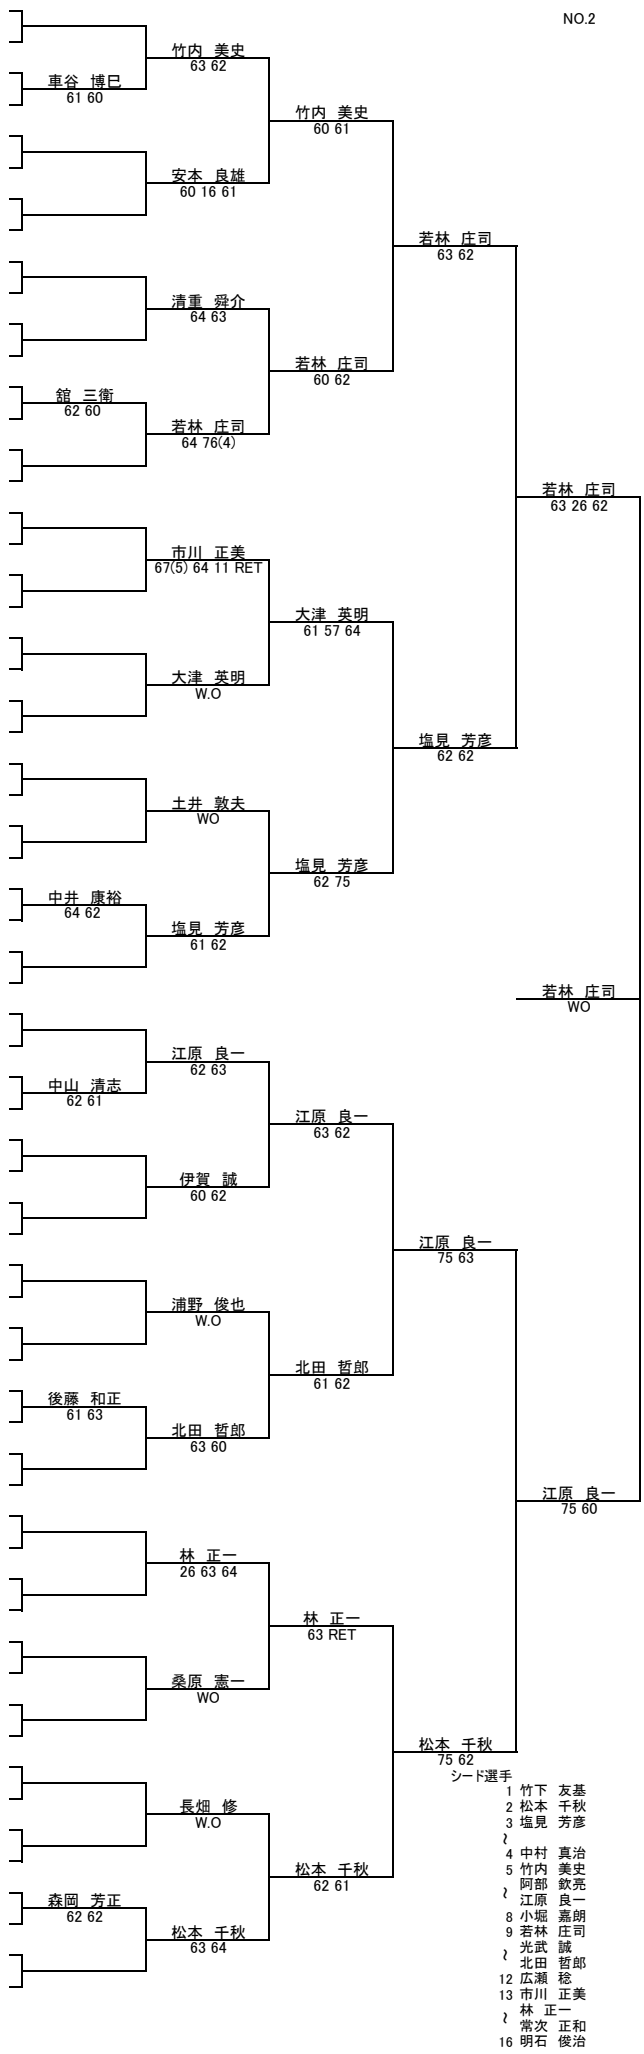 NO.2
竹内 美史
63 62
車谷 博巳
61 60
竹内 美史
60 61
安本 良雄
60 16 61
若林 庄司
63 62
清重 舜介
64 63
若林 庄司
60 62
舘 三衛
62 60
若林 庄司
64 76(4)
若林 庄司
63 26 62
市川 正美
67(5) 64 11 RET
大津 英明
61 57 64
大津 英明
W.O
塩見 芳彦
62 62
土井 敦夫
WO
塩見 芳彦
62 75
中井 康裕
64 62
塩見 芳彦
61 62
若林 庄司
WO
江原 良一
62 63
中山 清志
62 61
江原 良一
63 62
伊賀 誠
60 62
江原 良一
75 63
浦野 俊也
W.O
北田 哲郎
61 62
後藤 和正
61 63
北田 哲郎
63 60
江原 良一
75 60
林 正一
26 63 64
林 正一
63 RET
桑原 憲一
WO
松本 千秋
75 62
長畑 修
W.O
松本 千秋
62 61
森岡 芳正
62 62
松本 千秋
63 64
シード選手
1 竹下 友基
2 松本 千秋
3 塩見 芳彦
~
4 中村 真治
5 竹内 美史
阿部 欽亮
~ 江原 良一
8 小堀 嘉朗
9 若林 庄司
光武 誠
~ 北田 哲郎
12 広瀬 稔
13 市川 正美
林 正一
~ 常次 正和
16 明石 俊治